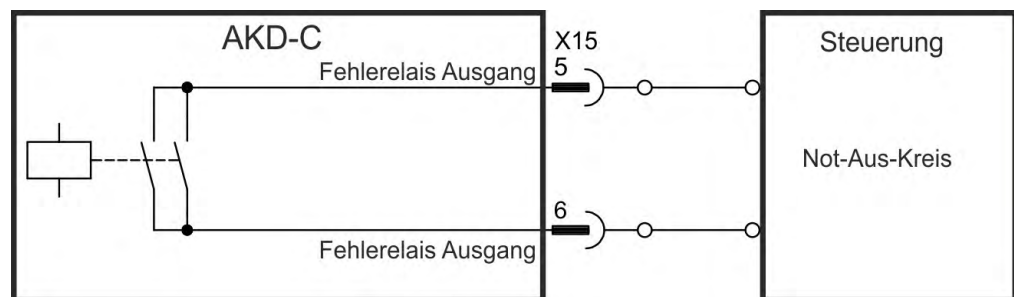 AKD-C
X15
Steuerung
Fehlerelais Ausgang
5
Not-Aus-Kreis
6
Fehlerelais Ausgang